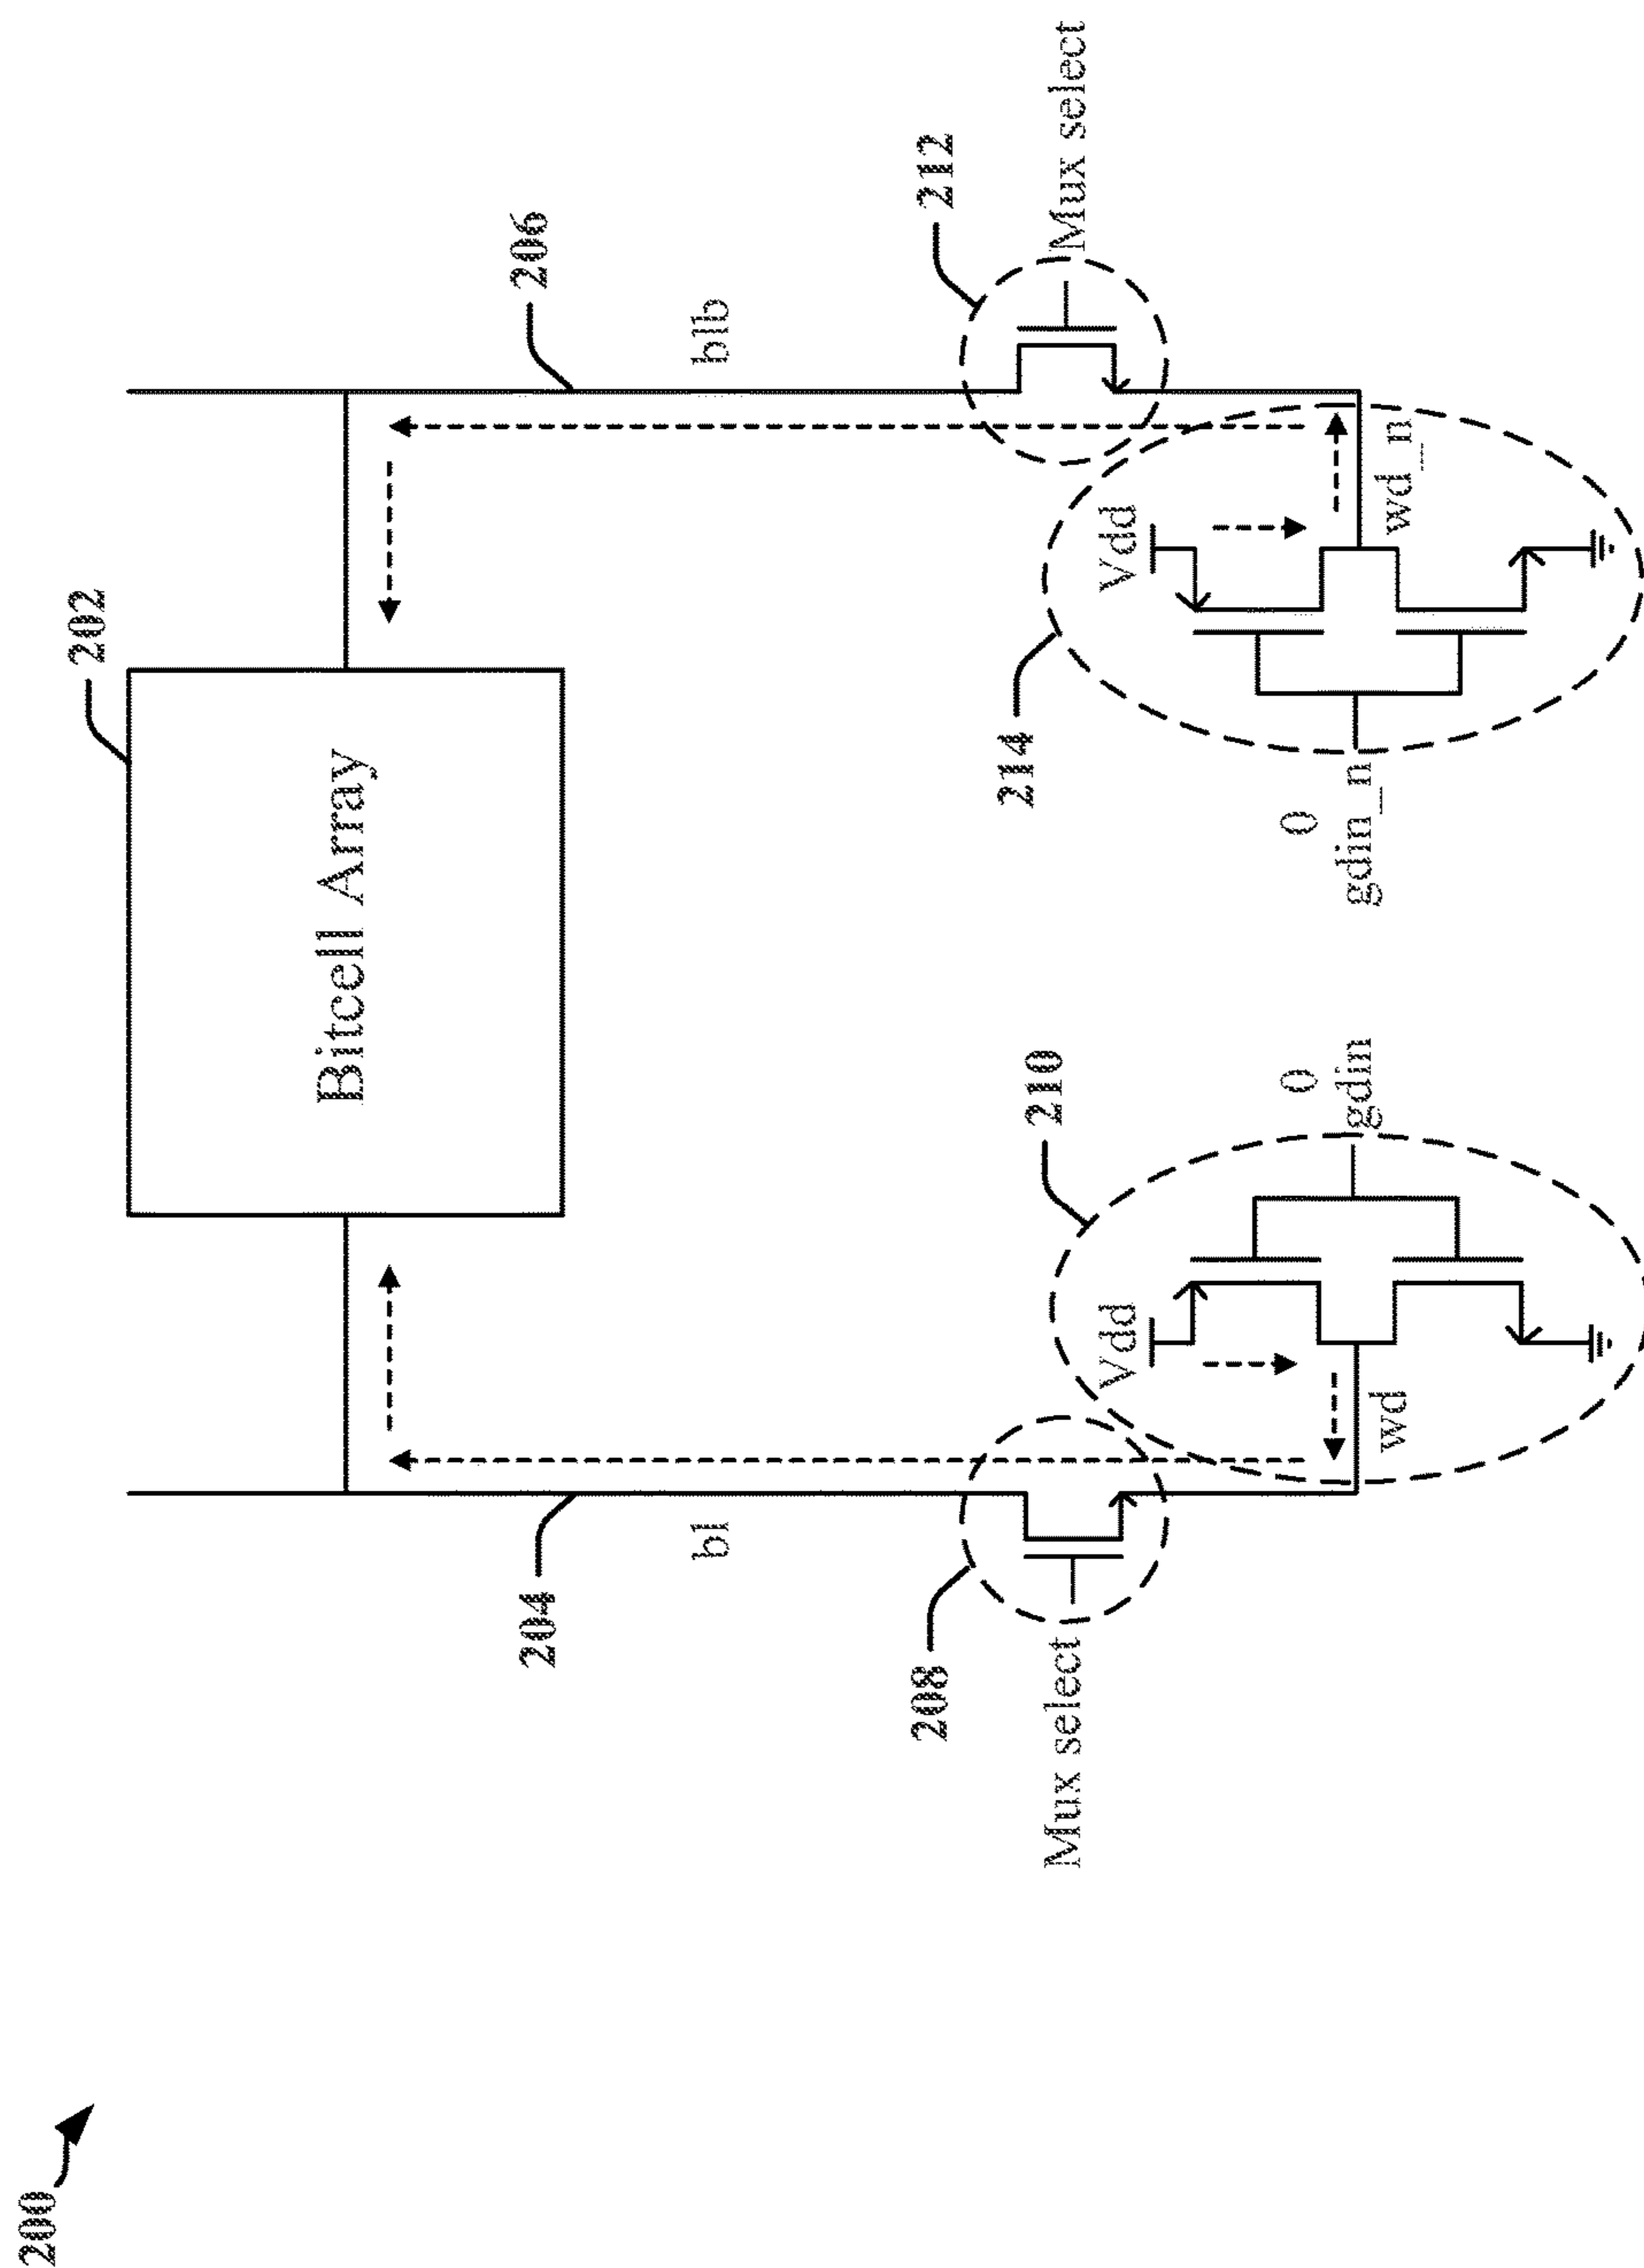 200
202
Bitcell Array
204
206
bl
blb
208
212
Mux select
Mux select
210
214
Vdd
Vdd
0
0
gdin
gdin_n
wd
wd_n